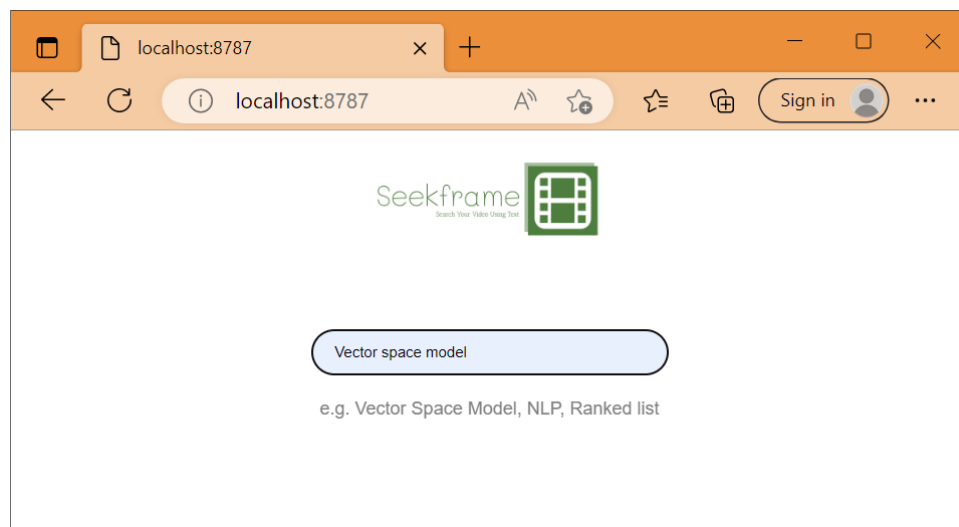 localhost:8787
localhost:8787
Sign in
Seekframe
Search Your Video Using Text
Vector space model
e.g. Vector Space Model, NLP, Ranked list